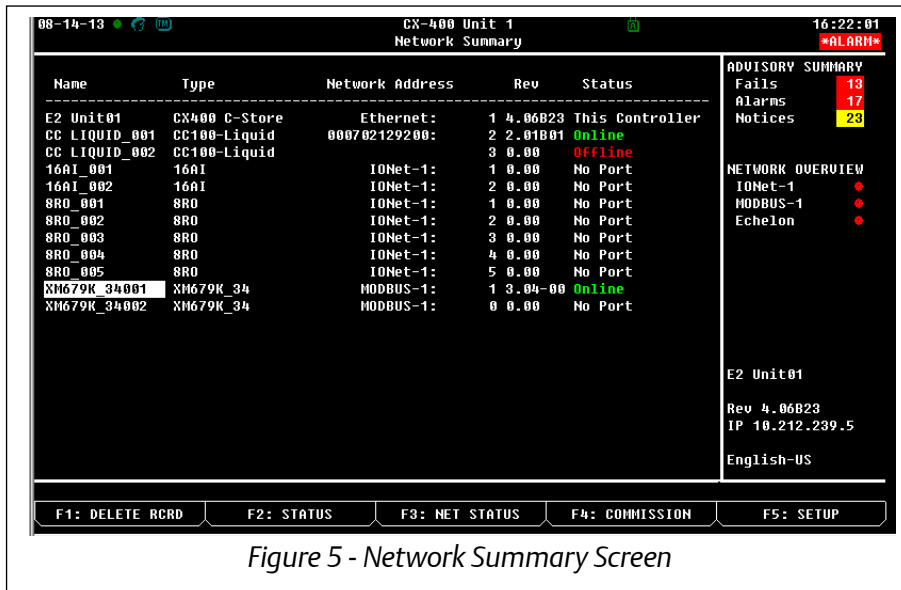 08-14-13 TM CX-400 Unit 1 A 16:22:01
Network Summary *ALARM*
Name Type Network Address Rev Status
E2 Unit01 CX400 C-Store Ethernet: 1 4.06B23 This Controller
CC LIQUID_001 CC100-Liquid 000702129200: 2 2.01B01 Online
CC LIQUID_002 CC100-Liquid 3 0.00 Offline
16AI_001 16AI IONet-1: 1 0.00 No Port
16AI_002 16AI IONet-1: 2 0.00 No Port
8RO_001 8RO IONet-1: 1 0.00 No Port
8RO_002 8RO IONet-1: 2 0.00 No Port
8RO_003 8RO IONet-1: 3 0.00 No Port
8RO_004 8RO IONet-1: 4 0.00 No Port
8RO_005 8RO IONet-1: 5 0.00 No Port
XM679K_34001 XM679K_34 MODBUS-1: 1 3.04-00 Online
XM679K_34002 XM679K_34 MODBUS-1: 0 0.00 No Port
ADVISORY SUMMARY
Fails 13
Alarms 17
Notices 23
NETWORK OVERVIEW
IONet-1
MODBUS-1
Echelon
E2 Unit01
Rev 4.06B23
IP 10.212.239.5
English-US
F1: DELETE RCRD F2: STATUS F3: NET STATUS F4: COMMISSION F5: SETUP
Figure 5 - Network Summary Screen